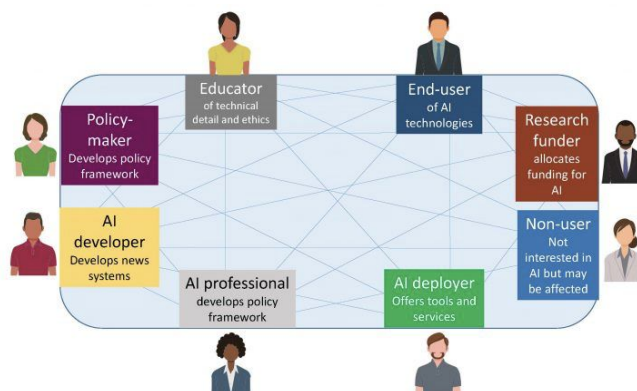 Educator
of technical
detail and ethics
End-user
of AI
technologies
Policy-
maker
Develops policy
framework
Research
funder
allocates
funding for
AI
AI
developer
Develops news
systems
Non-user
Not
interested in
AI but may
be affected
AI professional
develops policy
framework
AI deployer
Offers tools and
services